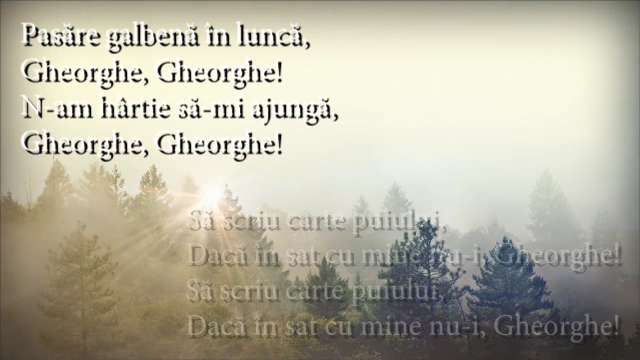 Pasăre galbenă în luncă,
Gheorghe, Gheorghe!
N-am hârtie să-mi ajungă,
Gheorghe, Gheorghe!
Să scriu carte puiului,
Dacă în sat cu mine nu-i, Gheorghe!
Să scriu carte puiului,
Dacă în sat cu mine nu-i, Gheorghe!